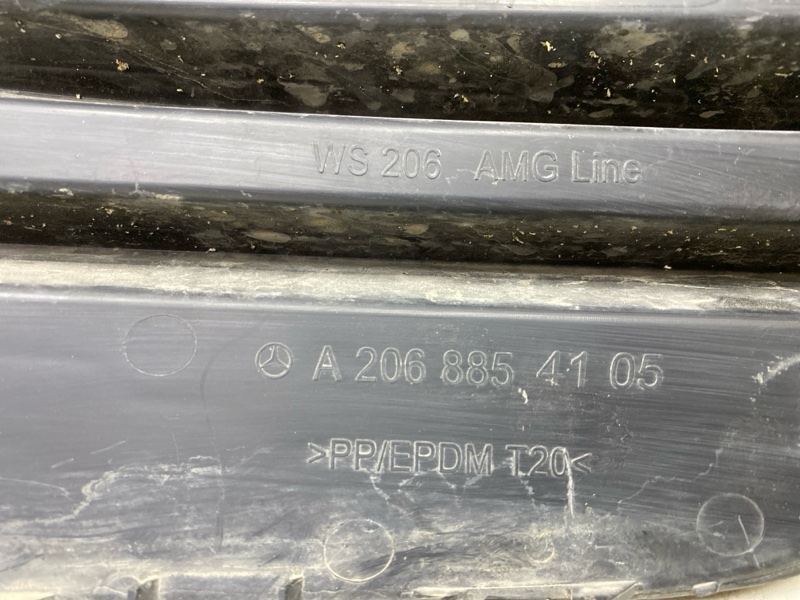 WS 206 AMG Line
A 206 885 41 05
>PP/EPDM T20<